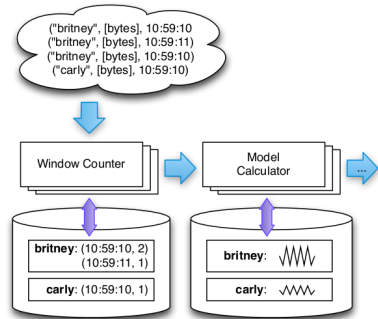 ("britney", [bytes], 10:59:10
("britney", [bytes], 10:59:11)
("britney", [bytes], 10:59:10)
("carly", [bytes], 10:59:10)
Window Counter
Model
Calculator
...
britney: (10:59:10, 2)
(10:59:11, 1)
carly: (10:59:10, 1)
britney:
carly: